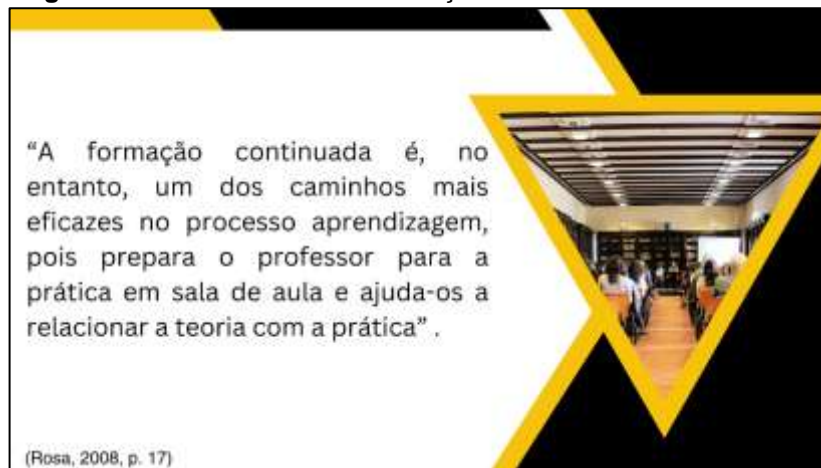 “A formação continuada é, no
entanto, um dos caminhos mais
eficazes no processo aprendizagem,
pois prepara o professor para a
prática em sala de aula e ajuda-os a
relacionar a teoria com a prática” .
(Rosa, 2008, p. 17)